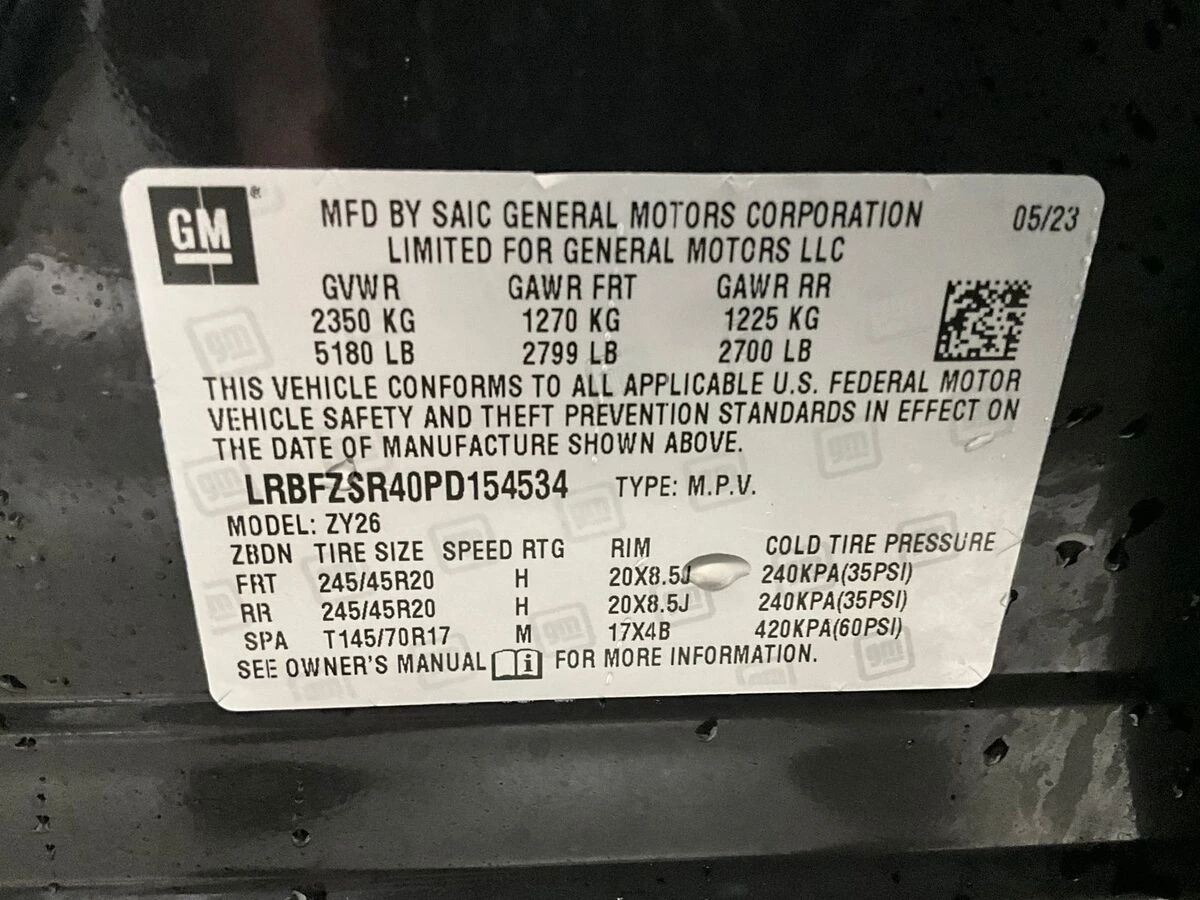 GM ®
MFD BY SAIC GENERAL MOTORS CORPORATION 05/23
LIMITED FOR GENERAL MOTORS LLC
GVWR GAWR FRT GAWR RR
2350 KG 1270 KG 1225 KG
5180 LB 2799 LB 2700 LB
THIS VEHICLE CONFORMS TO ALL APPLICABLE U.S. FEDERAL MOTOR
VEHICLE SAFETY AND THEFT PREVENTION STANDARDS IN EFFECT ON
THE DATE OF MANUFACTURE SHOWN ABOVE.
LRBFZSR40PD154534 TYPE: M.P.V.
MODEL: ZY26
ZBDN TIRE SIZE SPEED RTG RIM COLD TIRE PRESSURE
FRT 245/45R20 H 20X8.5J 240KPA(35PSI)
RR 245/45R20 H 20X8.5J 240KPA(35PSI)
SPA T145/70R17 M 17X4B 420KPA(60PSI)
SEE OWNER'S MANUAL i FOR MORE INFORMATION.